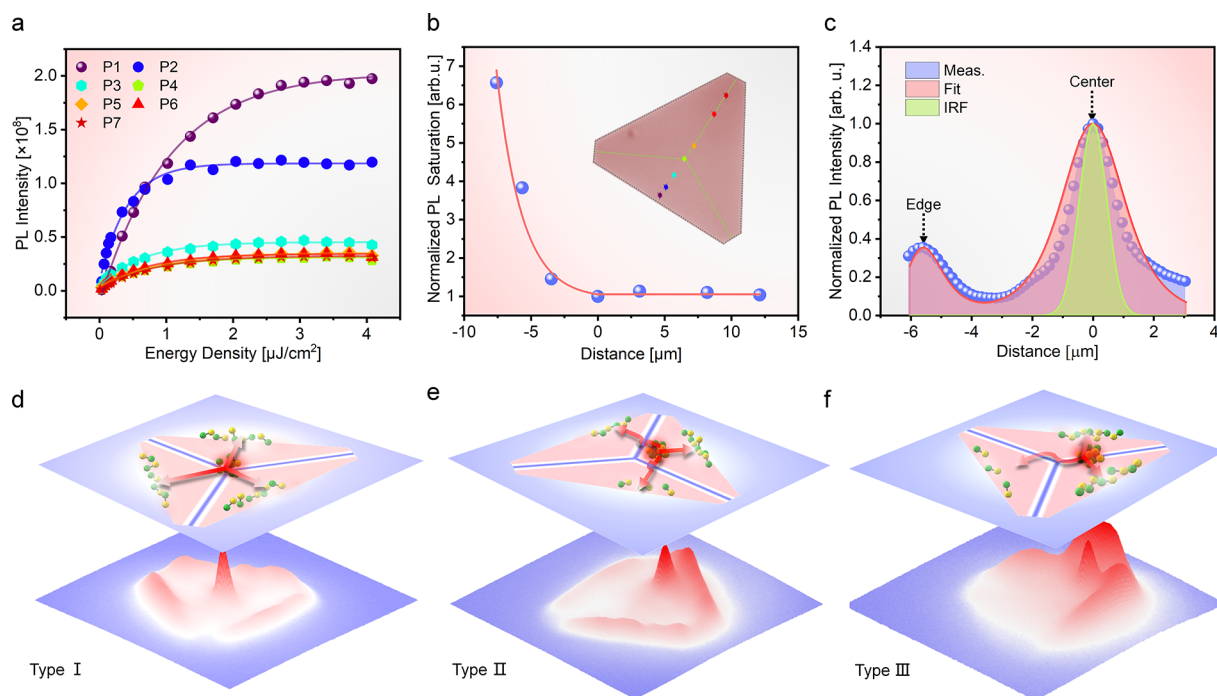 a
PL Intensity [×10⁸]
P1 P2
P3 P4
P5 P6
P7
2.0
1.5
1.0
0.5
0.0
0 1 2 3 4
Energy Density [µJ/cm²]
b
Normalized PL Saturation [arb.u.]
7
6
5
4
3
2
1
-10 -5 0 5 10 15
Distance [µm]
c
Normalized PL Intensity [arb. u.]
1.4
1.2
1.0
0.8
0.6
0.4
0.2
0.0
Meas.
Fit
IRF
Center
Edge
-6 -4 -2 0 2 4
Distance [µm]
d
e
f
Type Ⅰ
Type Ⅱ
Type Ⅲ